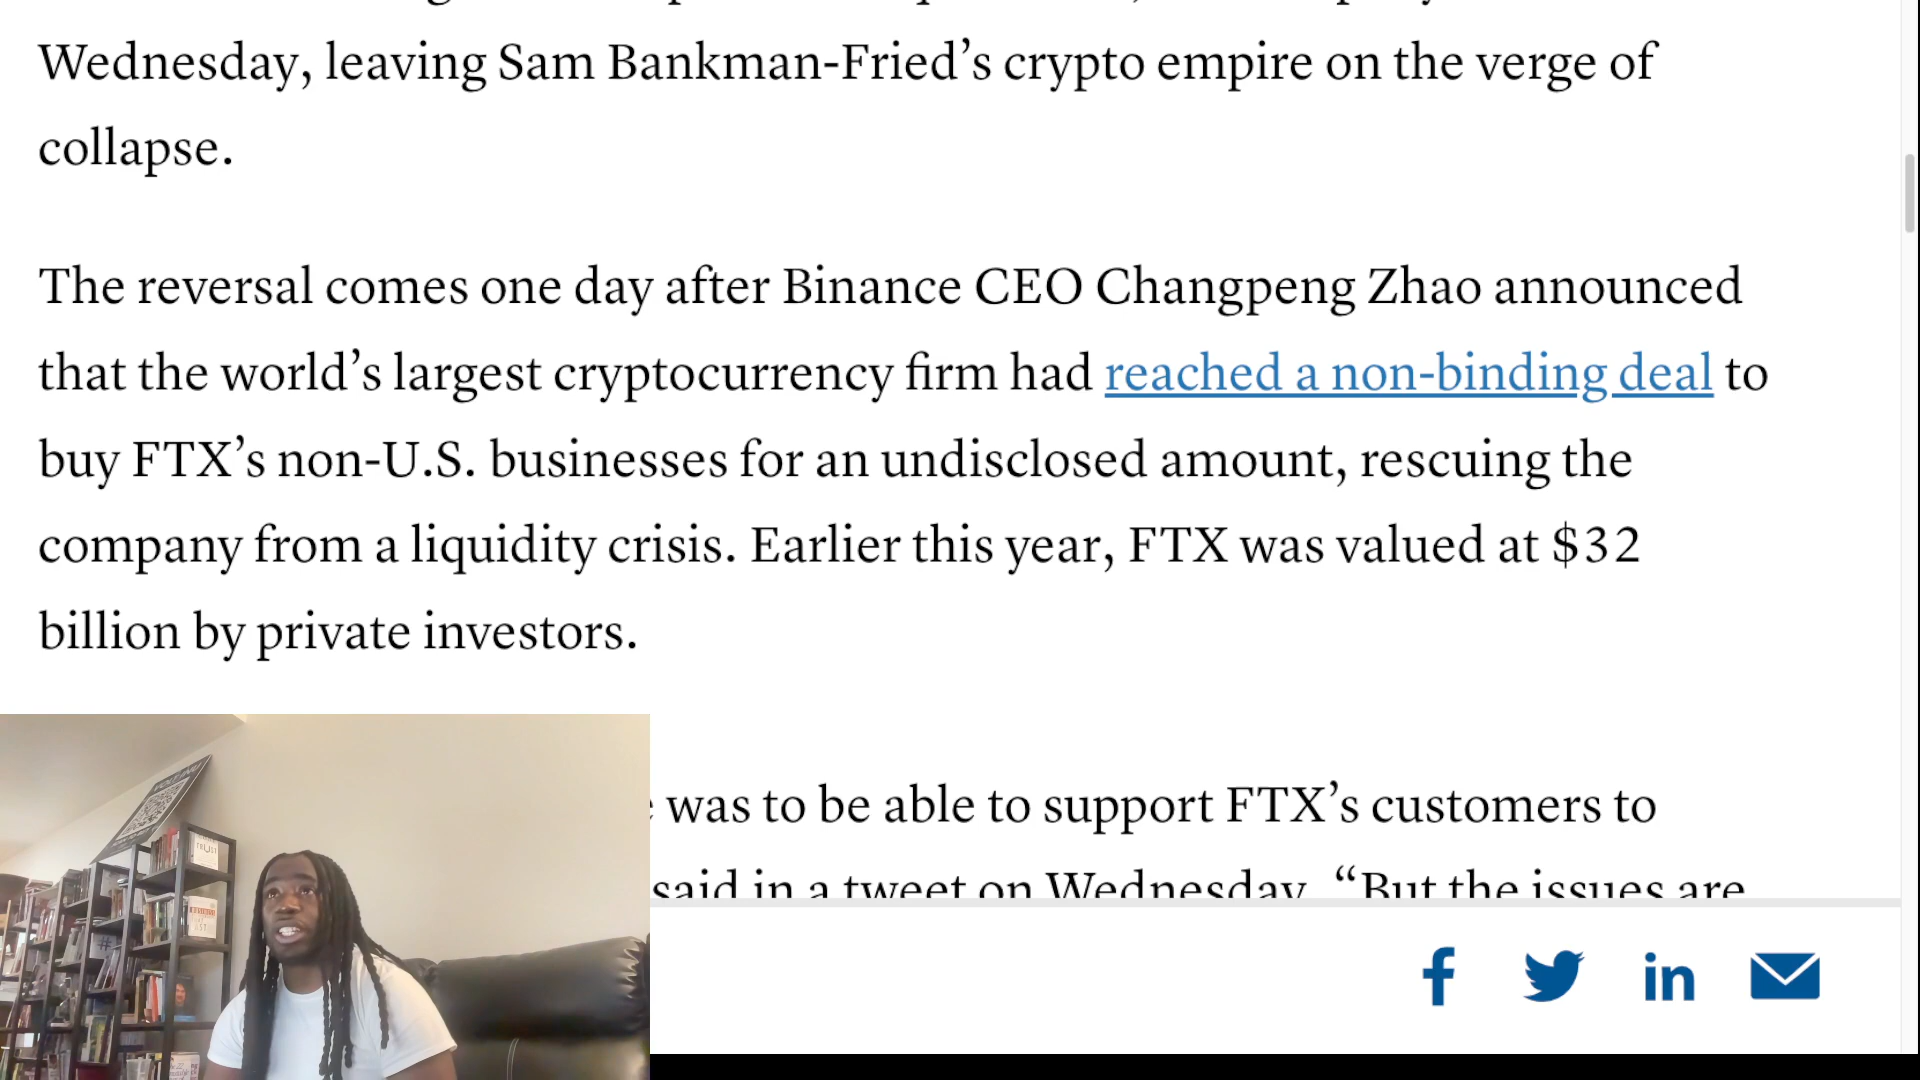 Wednesday, leaving Sam Bankman-Fried’s crypto empire on the verge of
collapse.
The reversal comes one day after Binance CEO Changpeng Zhao announced
that the world’s largest cryptocurrency firm had reached a non-binding deal to
buy FTX’s non-U.S. businesses for an undisclosed amount, rescuing the
company from a liquidity crisis. Earlier this year, FTX was valued at $32
billion by private investors.
was to be able to support FTX’s customers to
said in a tweet on Wednesday. “But the issues are
TRUST